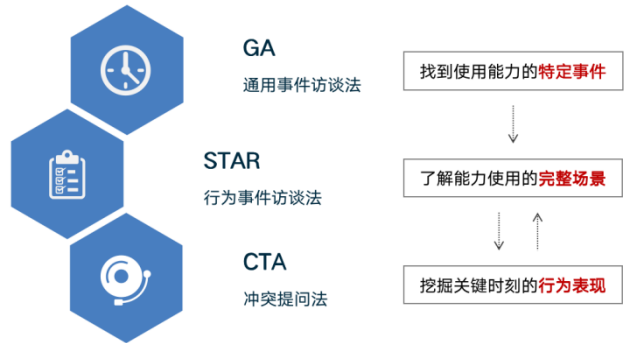 GA
通用事件访谈法
找到使用能力的特定事件
STAR
行为事件访谈法
了解能力使用的完整场景
CTA
冲突提问法
挖掘关键时刻的行为表现